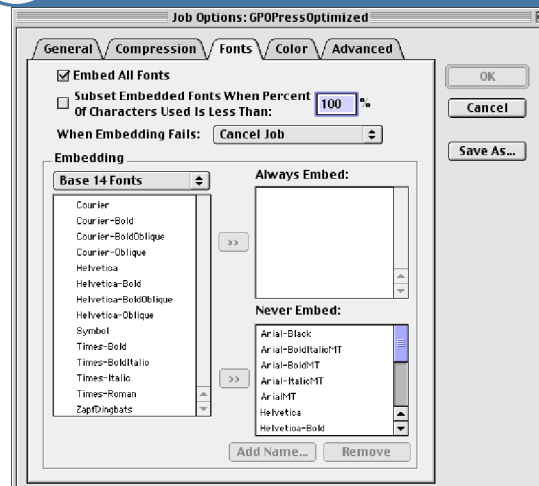 Job Options: GPOPressOptimized
General Compression Fonts Color Advanced
Embed All Fonts
Subset Embedded Fonts When Percent
Of Characters Used Is Less Than: 100 %
When Embedding Fails: Cancel Job
OK
Cancel
Save As...
Embedding
Base 14 Fonts
Courier
Courier-Bold
Courier-BoldOblique
Courier-Oblique
Helvetica
Helvetica-Bold
Helvetica-BoldOblique
Helvetica-Oblique
Symbol
Times-Bold
Times-BoldItalic
Times-Italic
Times-Roman
ZapfDingbats
>>
>>
Always Embed:
Never Embed:
Arial-Black
Arial-BoldItalicMT
Arial-BoldMT
Arial-ItalicMT
ArialMT
Helvetica
Helvetica-Bold
Add Name... Remove